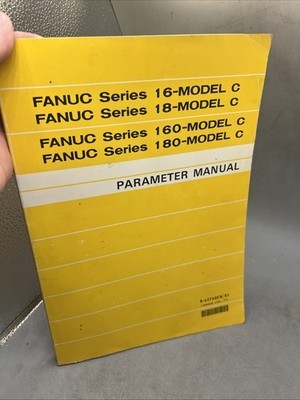 FANUC Series 16-MODEL C
FANUC Series 18-MODEL C
FANUC Series 160-MODEL C
FANUC Series 180-MODEL C
PARAMETER MANUAL